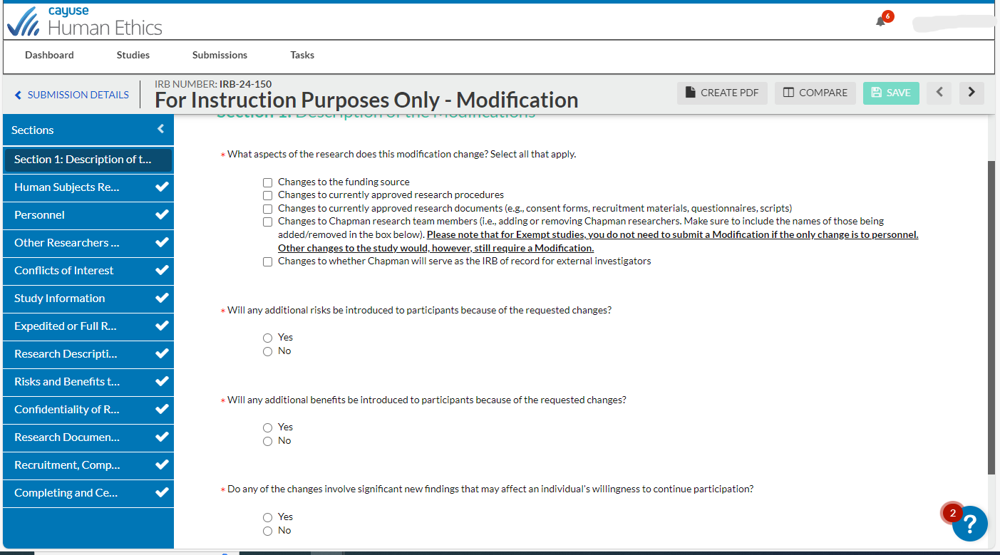 cayuse
Human Ethics
6
Dashboard
Studies
Submissions
Tasks
SUBMISSION DETAILS
IRB NUMBER: IRB-24-150
For Instruction Purposes Only - Modification
CREATE PDF
COMPARE
SAVE
Sections
Section 1: Description of t...
Human Subjects Re...
Personnel
Other Researchers ...
Conflicts of Interest
Study Information
Expedited or Full R...
Research Descripti...
Risks and Benefits t...
Confidentiality of R...
Research Documen...
Recruitment, Comp...
Completing and Ce...
Section 1: Description of the Modifications
* What aspects of the research does this modification change? Select all that apply.
Changes to the funding source
Changes to currently approved research procedures
Changes to currently approved research documents (e.g., consent forms, recruitment materials, questionnaires, scripts)
Changes to Chapman research team members (i.e., adding or removing Chapman researchers. Make sure to include the names of those being
added/removed in the box below). Please note that for Exempt studies, you do not need to submit a Modification if the only change is to personnel.
Other changes to the study would, however, still require a Modification.
Changes to whether Chapman will serve as the IRB of record for external investigators
* Will any additional risks be introduced to participants because of the requested changes?
Yes
No
* Will any additional benefits be introduced to participants because of the requested changes?
Yes
No
* Do any of the changes involve significant new findings that may affect an individual's willingness to continue participation?
Yes
No
2
?